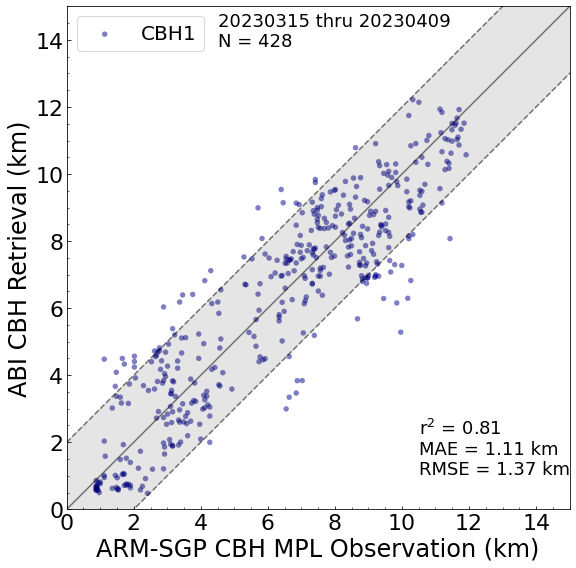 CBH1
20230315 thru 20230409
N = 428
ABI CBH Retrieval (km)
14
12
10
8
6
4
2
0
r² = 0.81
MAE = 1.11 km
RMSE = 1.37 km
0 2 4 6 8 10 12 14
ARM-SGP CBH MPL Observation (km)